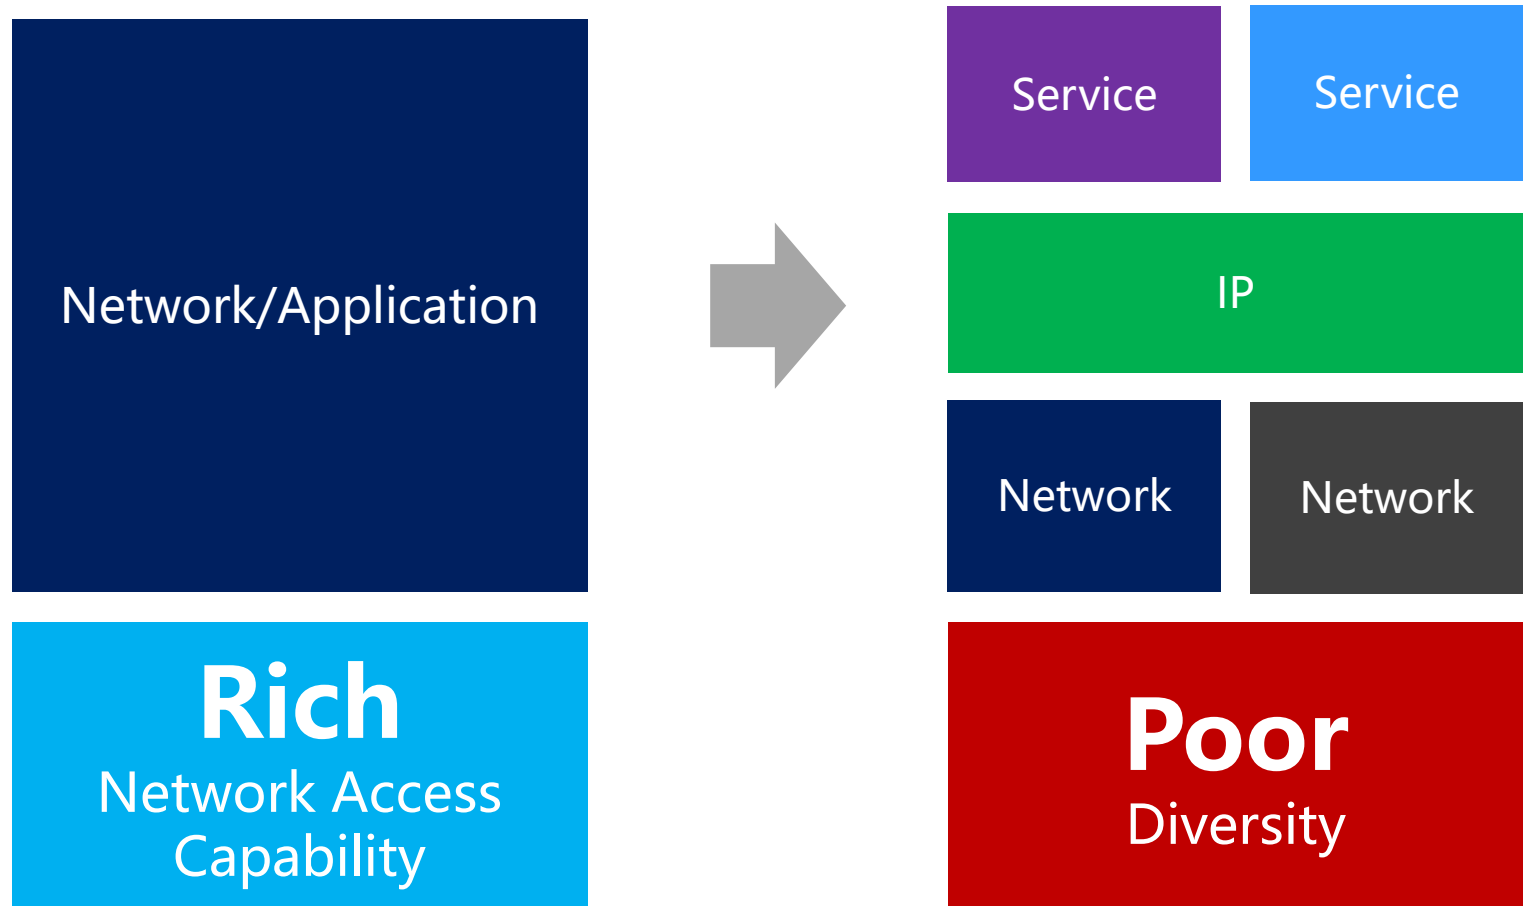 Network/Application
Rich
Network Access
Capability
Service
Service
IP
Network
Network
Poor
Diversity